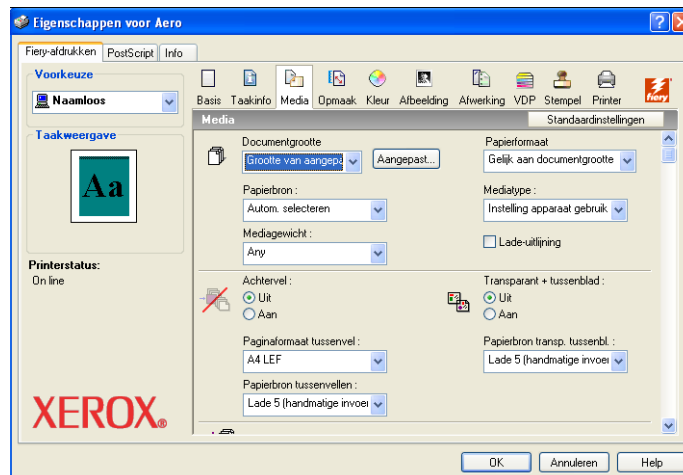 Eigenschappen voor Aero
Fiery-afdrukken PostScript Info
Voorkeuze
Naamloos
Taakweergave
Aa
Printerstatus:
On line
XEROX®
Basis Taakinfo Media Opmaak Kleur Afbeelding Afwerking VDP Stempel Printer
fiery
Media Standaardinstellingen
Documentgrootte
Grootte van aangepa
Aangepast...
Papierformaat
Gelijk aan documentgrootte
Papierbron :
Autom. selecteren
Mediatype :
Instelling apparaat gebruik
Mediagewicht :
Any
Lade-uitlijning
Achtervel :
Uit
Aan
Transparant + tussenblad :
Uit
Aan
Paginaformaat tussenvel :
A4 LEF
Papierbron transp. tussenbl. :
Lade 5 (handmatige invoer
Papierbron tussenvellen :
Lade 5 (handmatige invoer
OK Annuleren Help